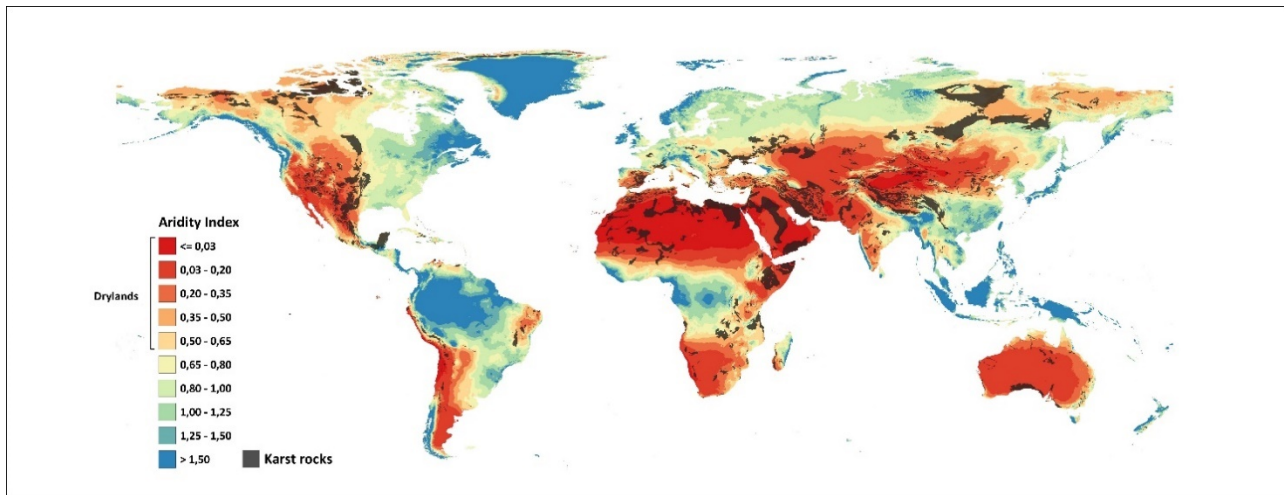 Aridity Index
<= 0,03
0,03 - 0,20
Drylands
0,20 - 0,35
0,35 - 0,50
0,50 - 0,65
0,65 - 0,80
0,80 - 1,00
1,00 - 1,25
1,25 - 1,50
> 1,50
Karst rocks